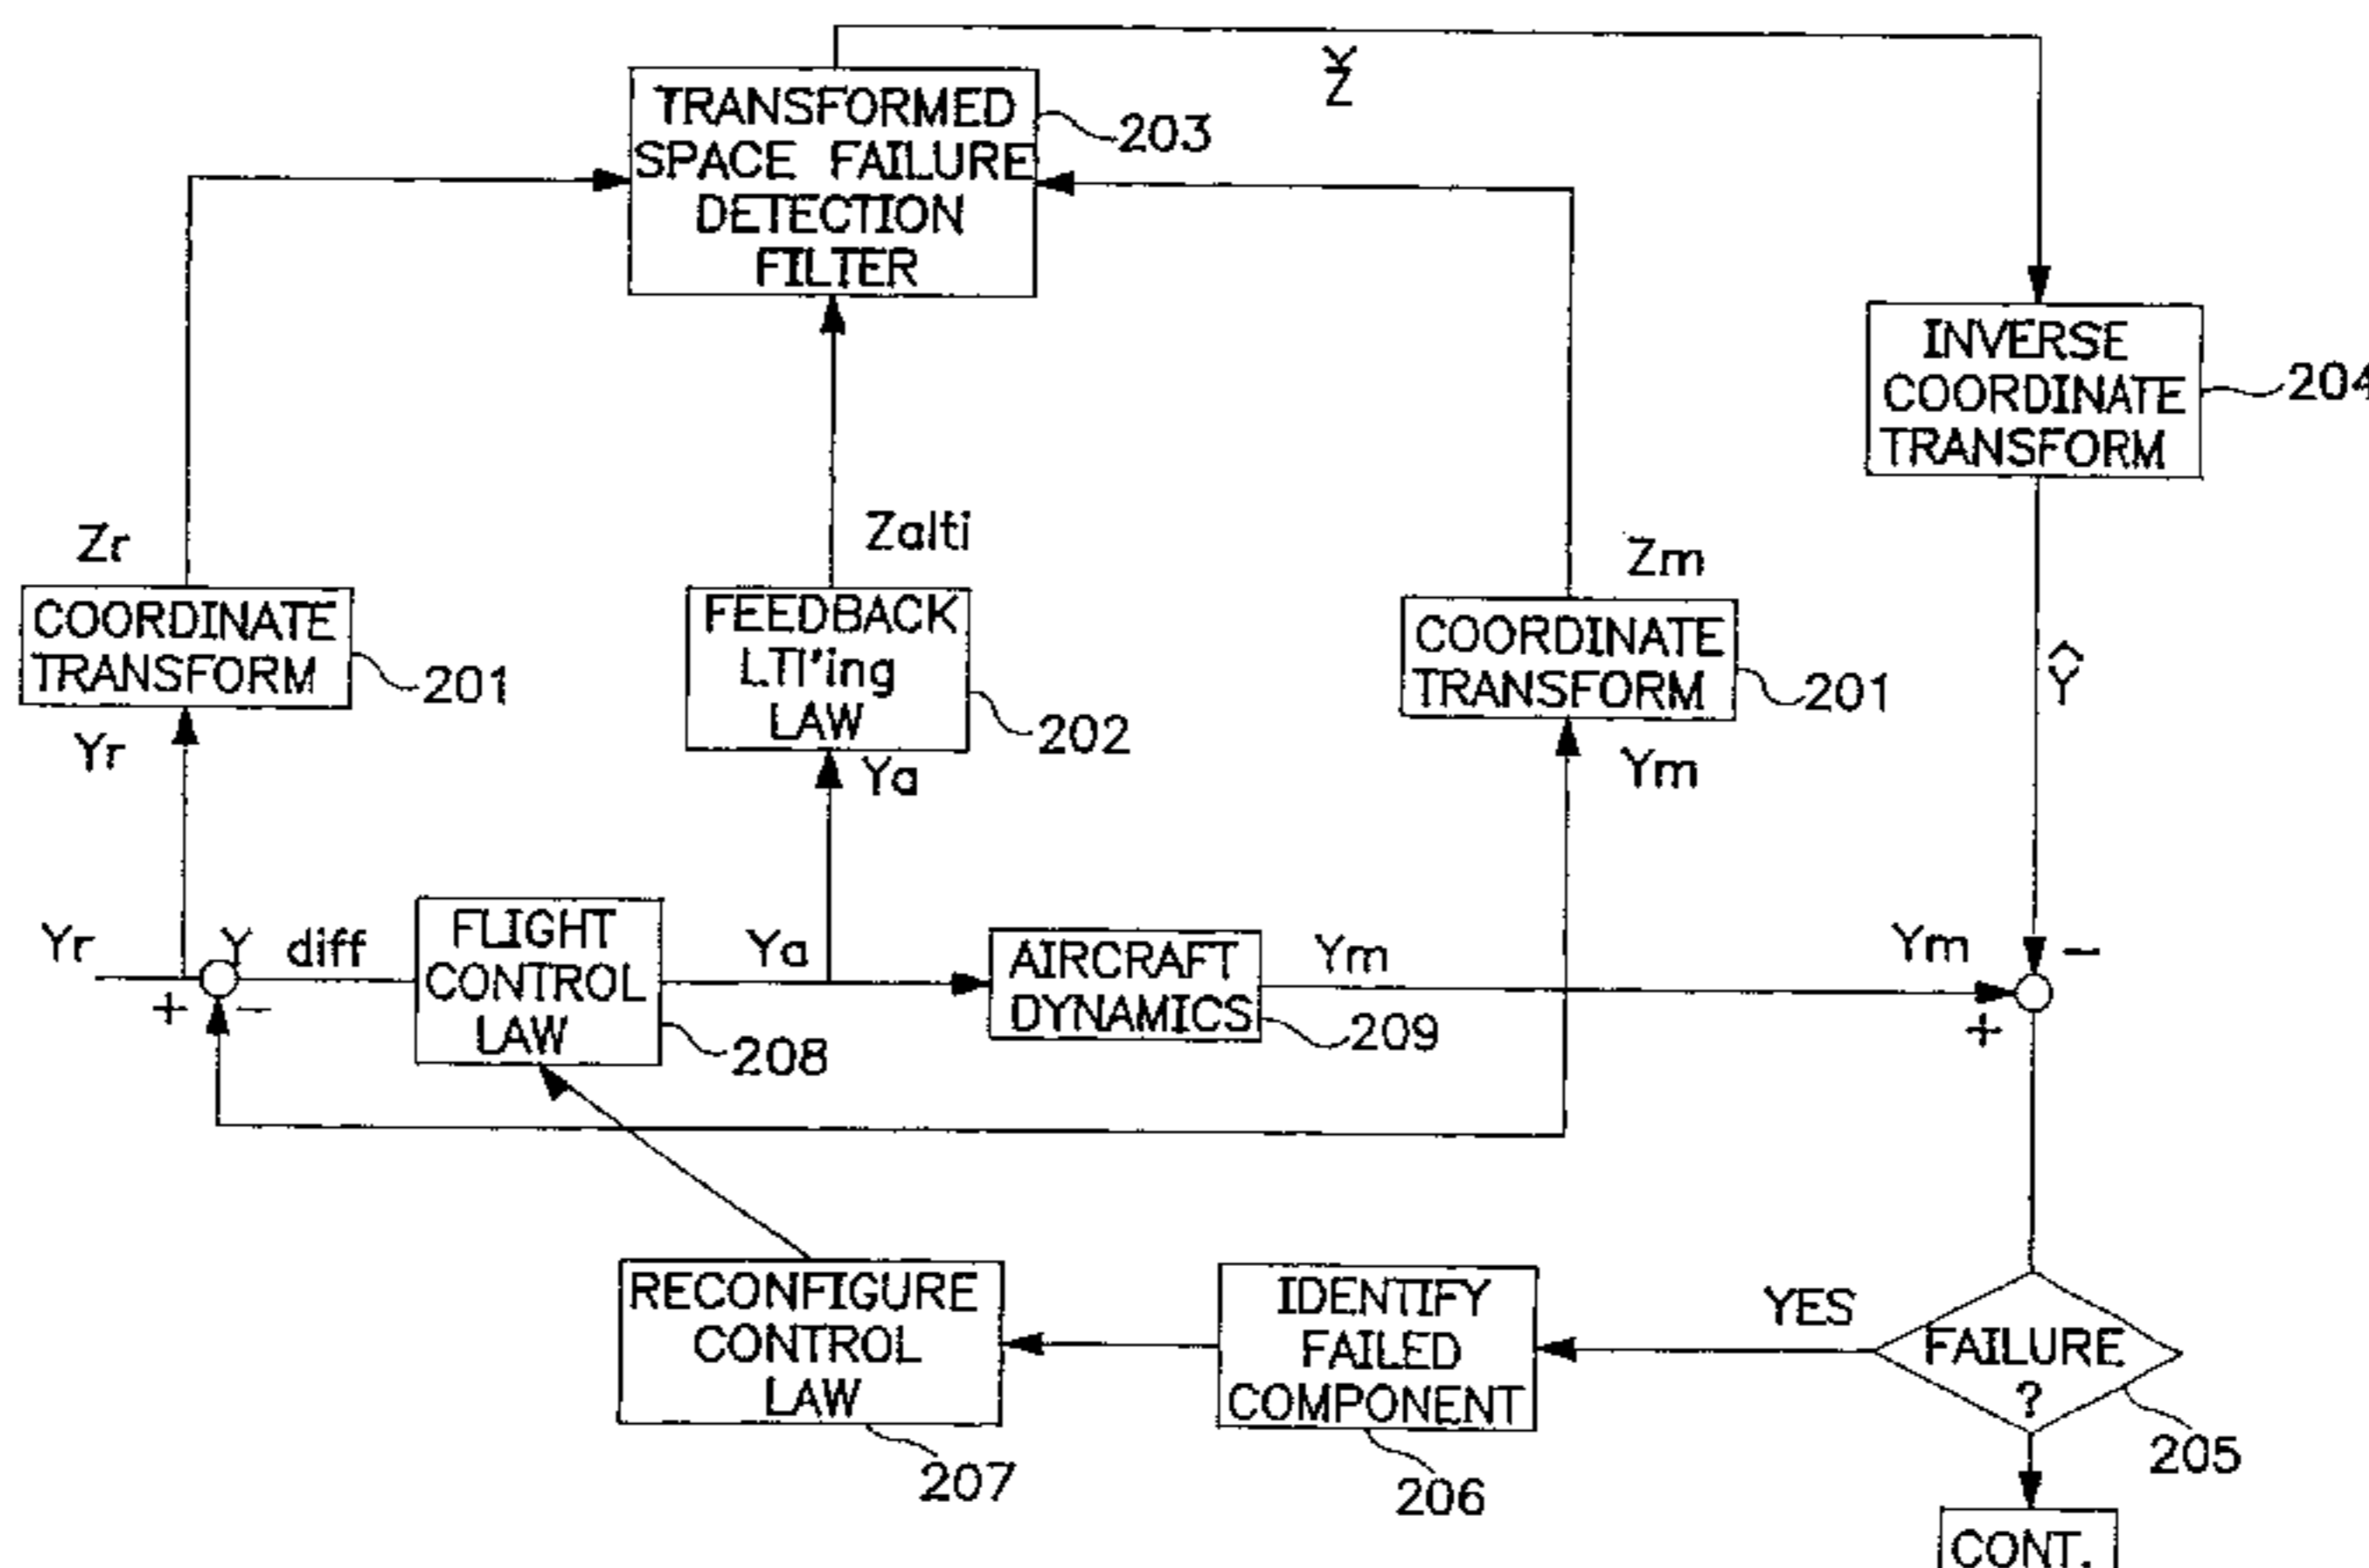 Y
Z
TRANSFORMED
SPACE FAILURE
DETECTION
FILTER
203
INVERSE
COORDINATE
TRANSFORM
204
Zr
Zalti
Zm
COORDINATE
TRANSFORM
201
FEEDBACK
LTI'ing
LAW
202
COORDINATE
TRANSFORM
201
Ŷ
Yr
Ya
Ym
Yr
+
-
Y diff
FLIGHT
CONTROL
LAW
208
Ya
AIRCRAFT
DYNAMICS
209
Ym
Ym
-
+
RECONFIGURE
CONTROL
LAW
207
IDENTIFY
FAILED
COMPONENT
206
YES
FAILURE
?
205
CONT.